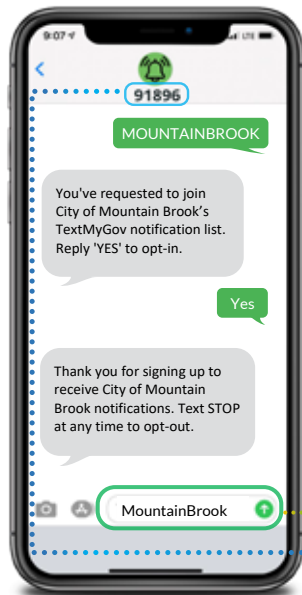 9:07
LTE
91896
MOUNTAINBROOK
You've requested to join
City of Mountain Brook's
TextMyGov notification list.
Reply 'YES' to opt-in.
Yes
Thank you for signing up to
receive City of Mountain
Brook notifications. Text STOP
at any time to opt-out.
MountainBrook